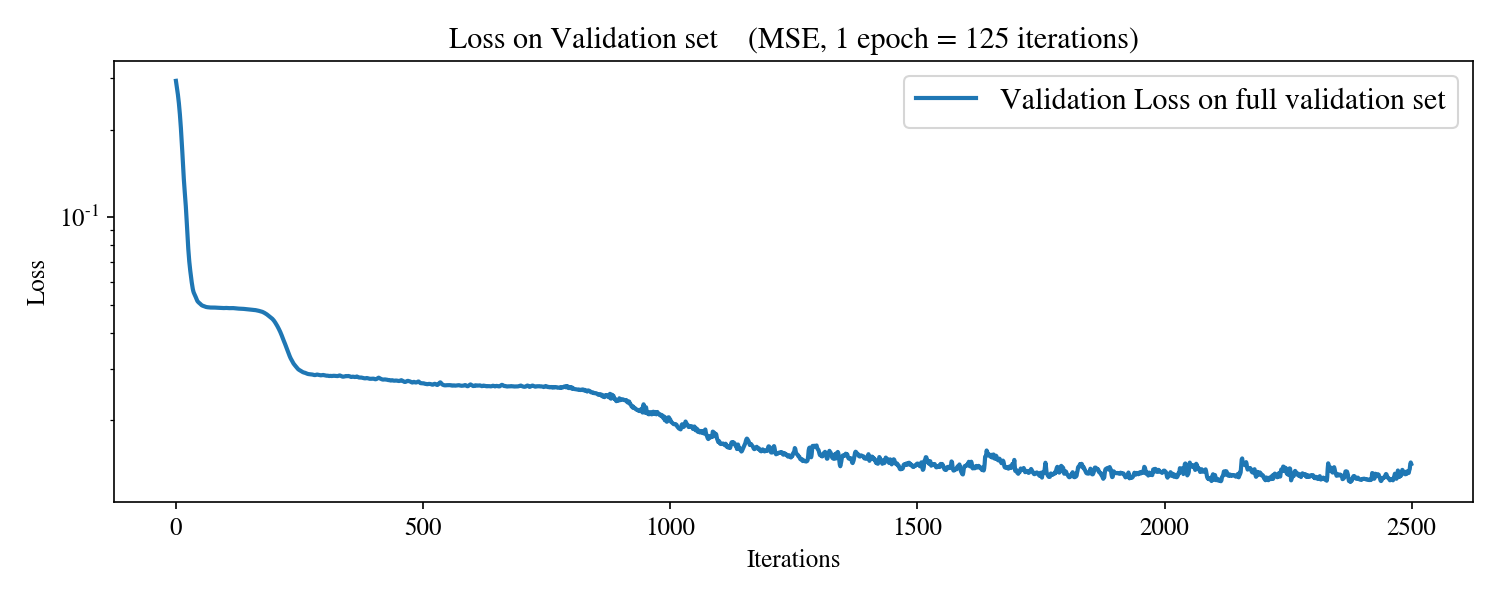 Loss on Validation set (MSE, 1 epoch = 125 iterations)
Validation Loss on full validation set
10⁻¹
Loss
0 500 1000 1500 2000 2500
Iterations